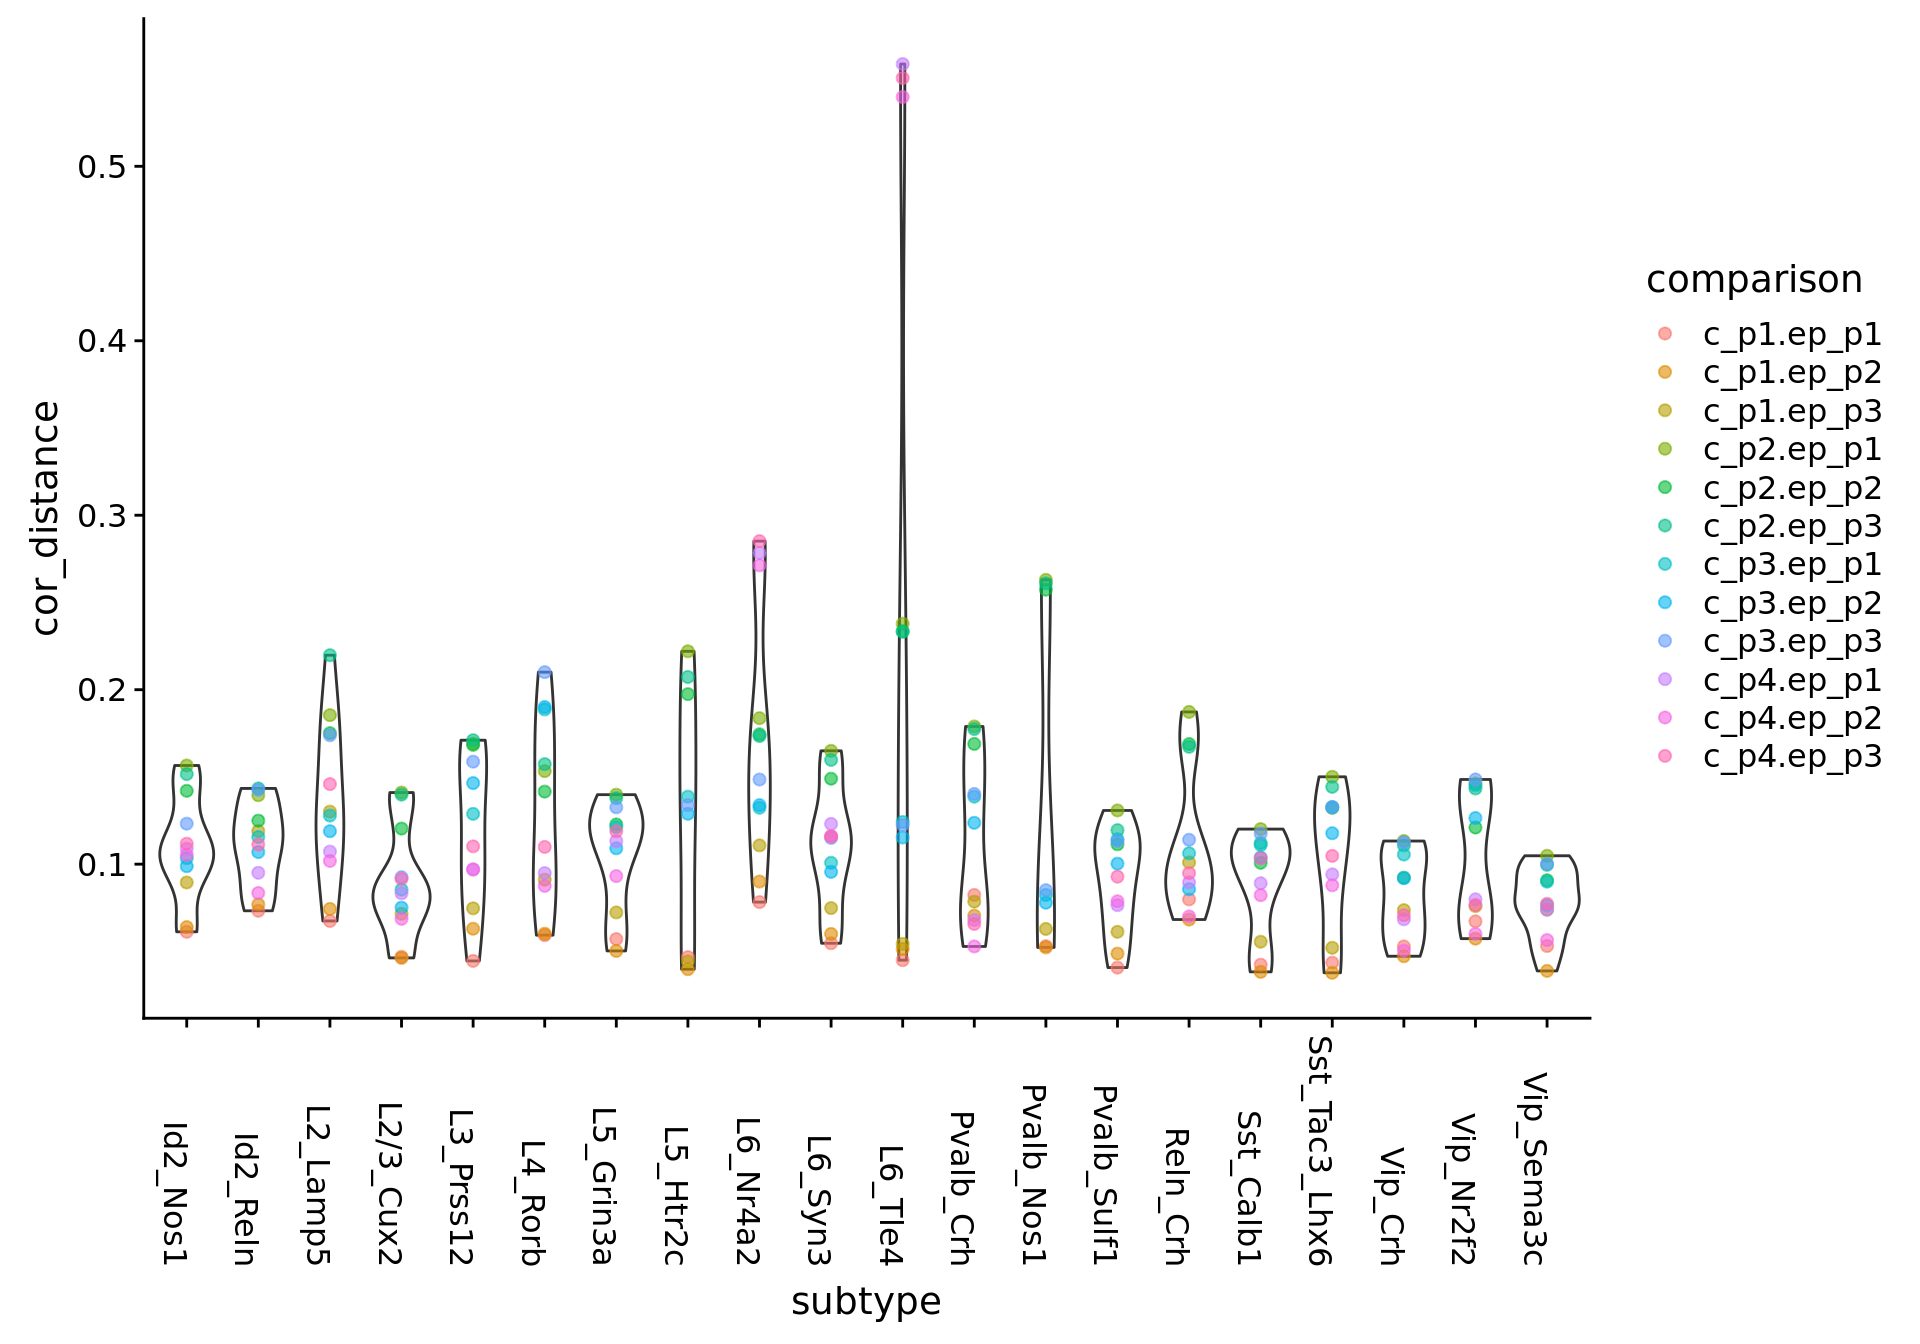 0.5
0.4
0.3
0.2
0.1
cor_distance
Id2_Nos1
Id2_Reln
L2_Lamp5
L2/3_Cux2
L3_Prss12
L4_Rorb
L5_Grin3a
L5_Htr2c
L6_Nr4a2
L6_Syn3
L6_Tle4
Pvalb_Crh
Pvalb_Nos1
Pvalb_Sulf1
Reln_Crh
Sst_Calb1
Sst_Tac3_Lhx6
Vip_Crh
Vip_Nr2f2
Vip_Sema3c
subtype
comparison
c_p1.ep_p1
c_p1.ep_p2
c_p1.ep_p3
c_p2.ep_p1
c_p2.ep_p2
c_p2.ep_p3
c_p3.ep_p1
c_p3.ep_p2
c_p3.ep_p3
c_p4.ep_p1
c_p4.ep_p2
c_p4.ep_p3